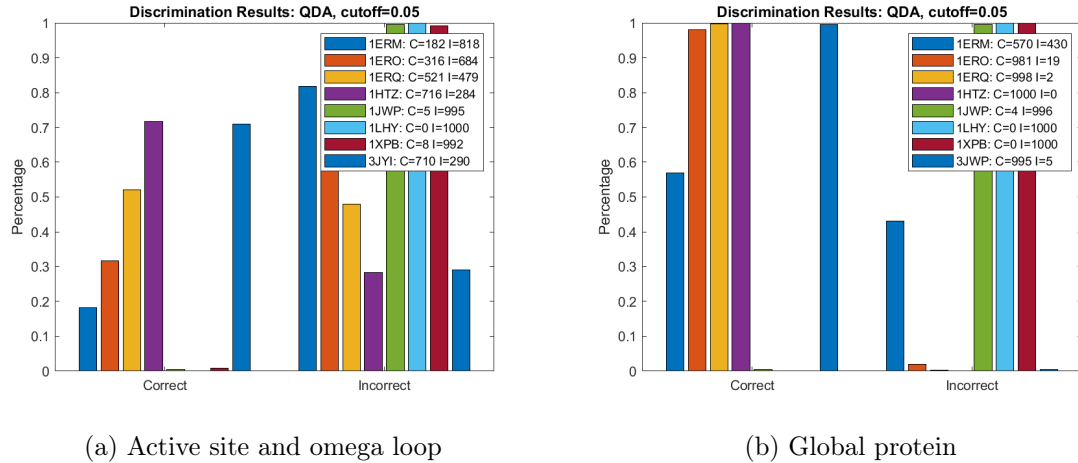 Discrimination Results: QDA, cutoff=0.05
Percentage
1
0.9
0.8
0.7
0.6
0.5
0.4
0.3
0.2
0.1
0
Correct
Incorrect
1ERM: C=182 I=818
1ERO: C=316 I=684
1ERQ: C=521 I=479
1HTZ: C=716 I=284
1JWP: C=5 I=995
1LHY: C=0 I=1000
1XPB: C=8 I=992
3JYI: C=710 I=290
(a) Active site and omega loop
Discrimination Results: QDA, cutoff=0.05
Percentage
1
0.9
0.8
0.7
0.6
0.5
0.4
0.3
0.2
0.1
0
Correct
Incorrect
1ERM: C=570 I=430
1ERO: C=981 I=19
1ERQ: C=998 I=2
1HTZ: C=1000 I=0
1JWP: C=4 I=996
1LHY: C=0 I=1000
1XPB: C=0 I=1000
3JWP: C=995 I=5
(b) Global protein